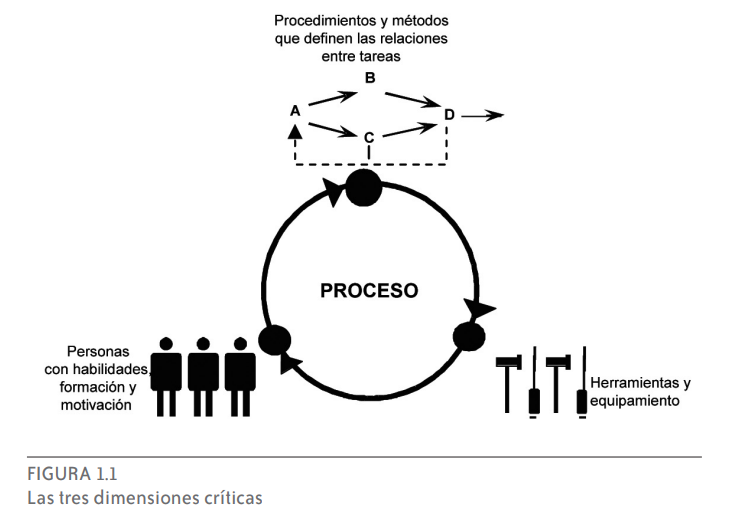 Procedimientos y métodos
que definen las relaciones
entre tareas
B
A
D
C
PROCESO
Personas
con habilidades,
formación y
motivación
Herramientas y
equipamiento
FIGURA 1.1
Las tres dimensiones críticas